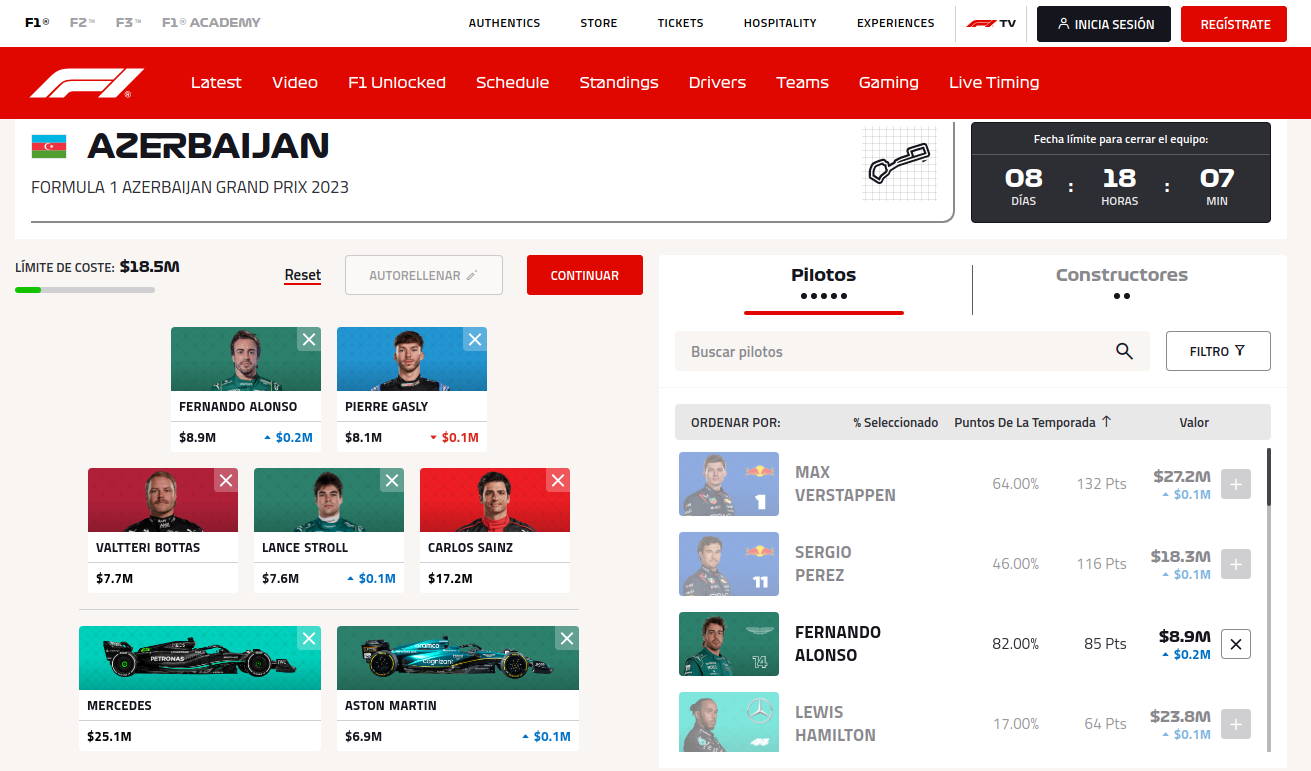 F1® F2™ F3™ F1® ACADEMY AUTHENTICS STORE TICKETS HOSPITALITY EXPERIENCES F1 TV INICIA SESIÓN REGÍSTRATE
F1® Latest Video F1 Unlocked Schedule Standings Drivers Teams Gaming Live Timing
AZERBAIJAN
FORMULA 1 AZERBAIJAN GRAND PRIX 2023
Fecha límite para cerrar el equipo:
08 : 18 : 07
DÍAS HORAS MIN
LÍMITE DE COSTE: $18.5M
Reset AUTORELLENAR CONTINUAR
FERNANDO ALONSO PIERRE GASLY
$8.9M $0.2M $8.1M $0.1M
VALTTERI BOTTAS LANCE STROLL CARLOS SAINZ
$7.7M $7.6M $0.1M $17.2M
PETRONAS aramco cognizant
MERCEDES ASTON MARTIN
$25.1M $6.9M $0.1M
Pilotos Constructores
Buscar pilotos FILTRO
ORDENAR POR: % Seleccionado Puntos De La Temporada Valor
1 MAX VERSTAPPEN 64.00% 132 Pts $27.2M $0.1M
11 SERGIO PEREZ 46.00% 116 Pts $18.3M $0.1M
14 FERNANDO ALONSO 82.00% 85 Pts $8.9M $0.2M
LEWIS HAMILTON 17.00% 64 Pts $23.8M $0.1M